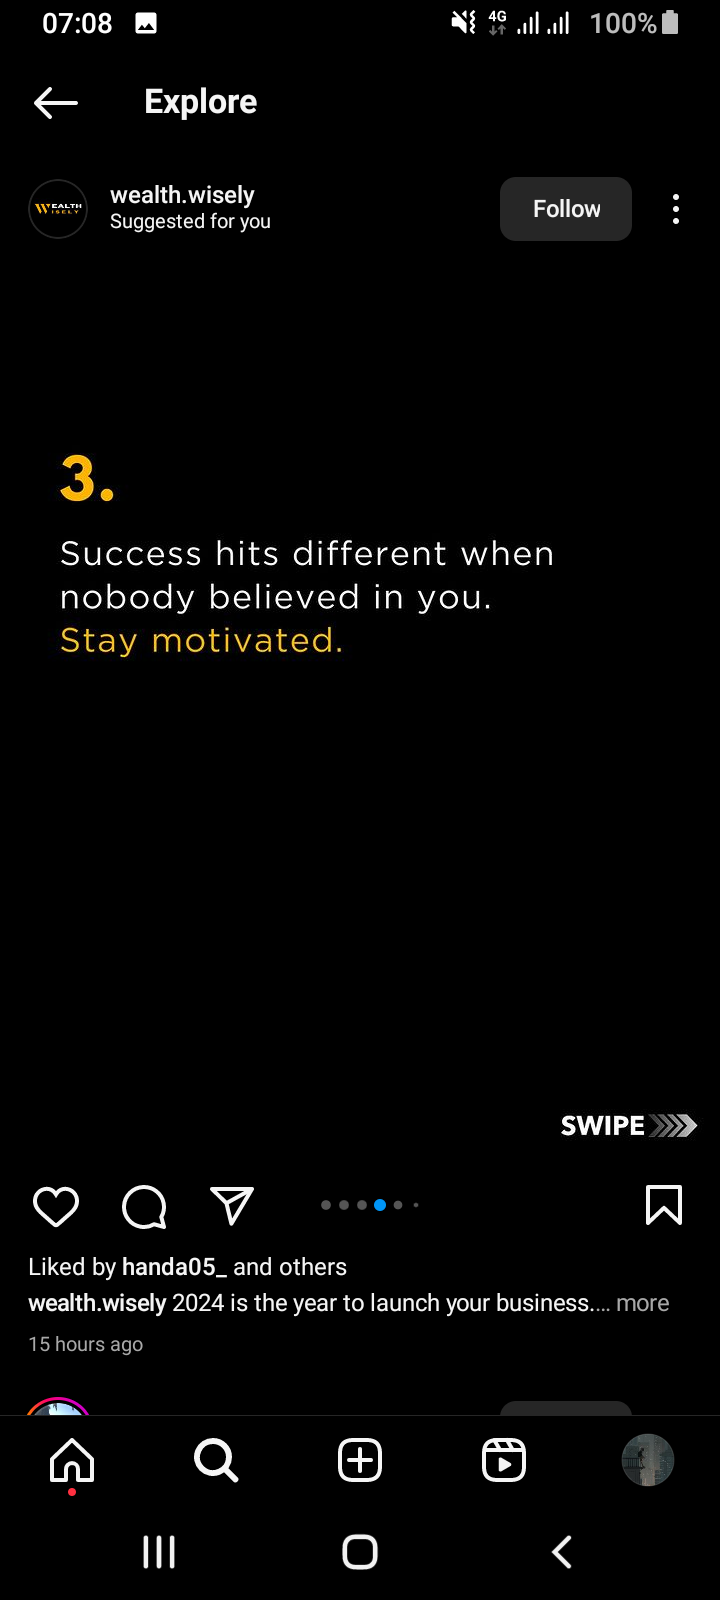 07:08
4G
100%
Explore
WEALTH
WISELY
wealth.wisely
Suggested for you
Follow
3.
Success hits different when
nobody believed in you.
Stay motivated.
SWIPE
Liked by handa05_ and others
wealth.wisely 2024 is the year to launch your business.... more
15 hours ago